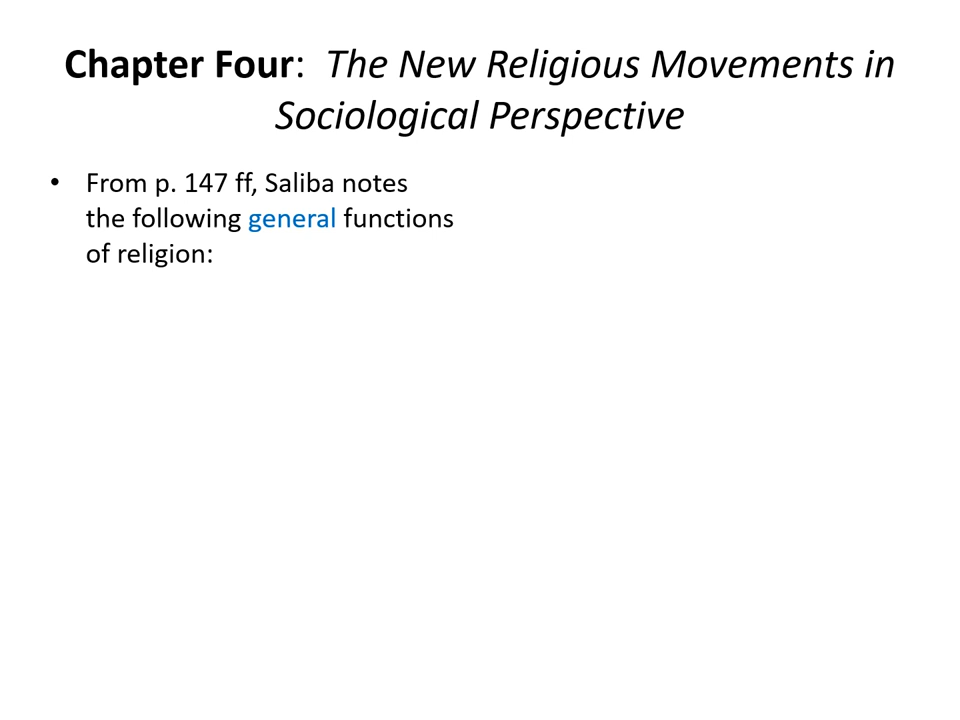 Chapter Four:  The New Religious Movements in
Sociological Perspective
• From p. 147 ff, Saliba notes
the following general functions
of religion: